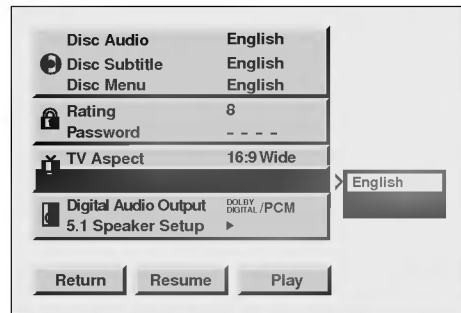 Disc Audio English
Disc Subtitle English
Disc Menu English
Rating 8
Password - - - -
TV Aspect 16:9 Wide
English
Digital Audio Output DOLBY DIGITAL /PCM
5.1 Speaker Setup ▶
Return Resume Play